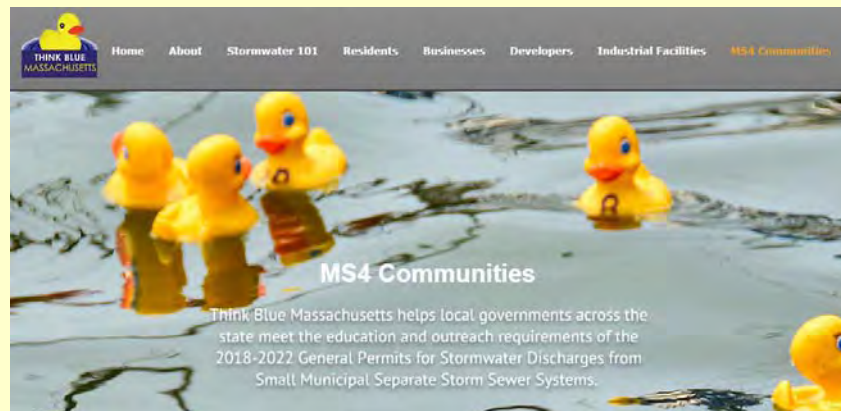 THINK BLUE
MASSACHUSETTS
Home About Stormwater 101 Residents Businesses Developers Industrial Facilities MS4 Communities
MS4 Communities
Think Blue Massachusetts helps local governments across the
state meet the education and outreach requirements of the
2018-2022 General Permits for Stormwater Discharges from
Small Municipal Separate Storm Sewer Systems.